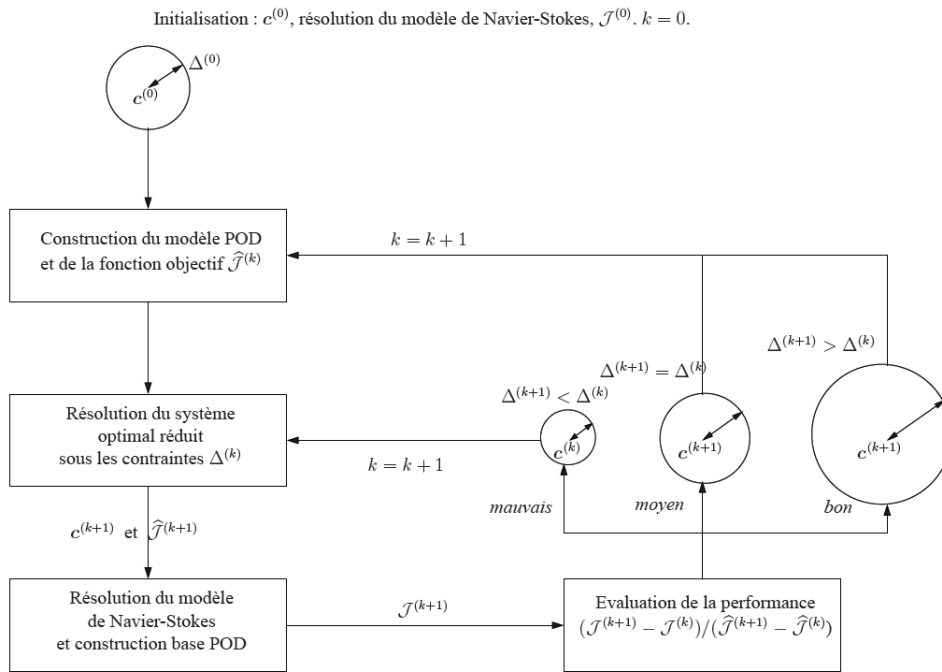 Initialisation : c^{(0)}, résolution du modèle de Navier-Stokes, 𝒥^{(0)}. k = 0.
Δ^{(0)}
c^{(0)}
Construction du modèle POD
et de la fonction objectif 𝒥̂^{(k)}
k = k + 1
Δ^{(k+1)} > Δ^{(k)}
Δ^{(k+1)} = Δ^{(k)}
Δ^{(k+1)} < Δ^{(k)}
Résolution du système
optimal réduit
sous les contraintes Δ^{(k)}
k = k + 1
c^{(k)}
c^{(k+1)}
c^{(k+1)}
mauvais
moyen
bon
c^{(k+1)} et 𝒥̂^{(k+1)}
Résolution du modèle
de Navier-Stokes
et construction base POD
𝒥^{(k+1)}
Evaluation de la performance
(𝒥^{(k+1)} − 𝒥^{(k)})/(𝒥̂^{(k+1)} − 𝒥̂^{(k)})